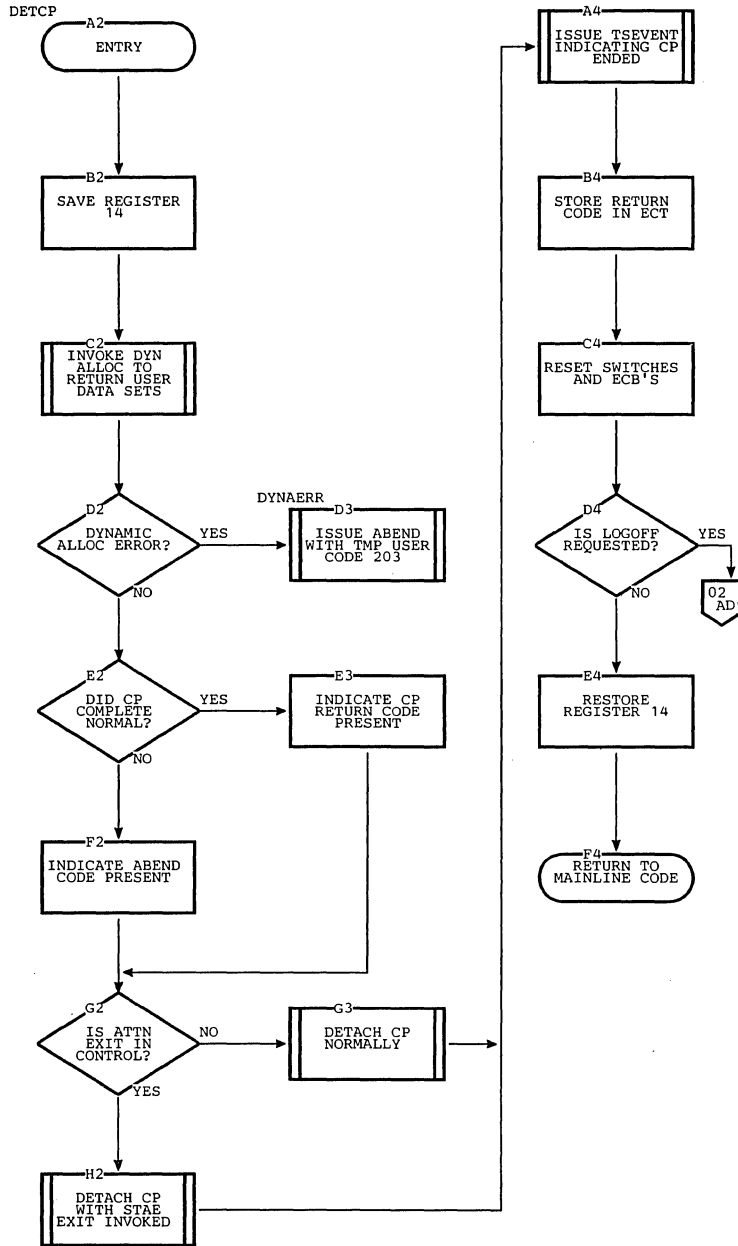 DETCP
A2
ENTRY
B2
SAVE REGISTER
14
C2
INVOKE DYN
ALLOC TO
RETURN USER
DATA SETS
D2
DYNAMIC
ALLOC ERROR?
YES
NO
DYNAERR
D3
ISSUE ABEND
WITH TMP USER
CODE 203
E2
DID CP
COMPLETE
NORMAL?
YES
NO
E3
INDICATE CP
RETURN CODE
PRESENT
F2
INDICATE ABEND
CODE PRESENT
G2
IS ATTN
EXIT IN
CONTROL?
NO
YES
G3
DETACH CP
NORMALLY
H2
DETACH CP
WITH STAE
EXIT INVOKED
A4
ISSUE TSEVENT
INDICATING CP
ENDED
B4
STORE RETURN
CODE IN ECT
C4
RESET SWITCHES
AND ECB'S
D4
IS LOGOFF
REQUESTED?
YES
NO
02
AD
E4
RESTORE
REGISTER 14
F4
RETURN TO
MAINLINE CODE